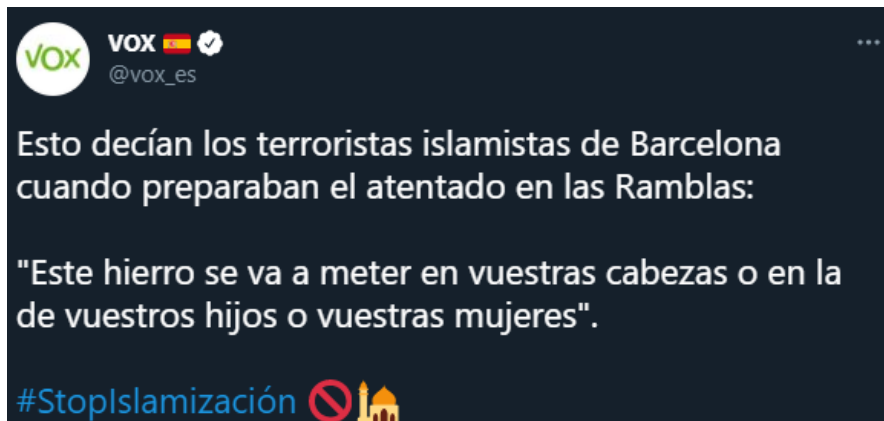 VOX
VOX 🇪🇸
@vox_es
Esto decían los terroristas islamistas de Barcelona
cuando preparaban el atentado en las Ramblas:
"Este hierro se va a meter en vuestras cabezas o en la
de vuestros hijos o vuestras mujeres".
#StopIslamización 🚫🕌